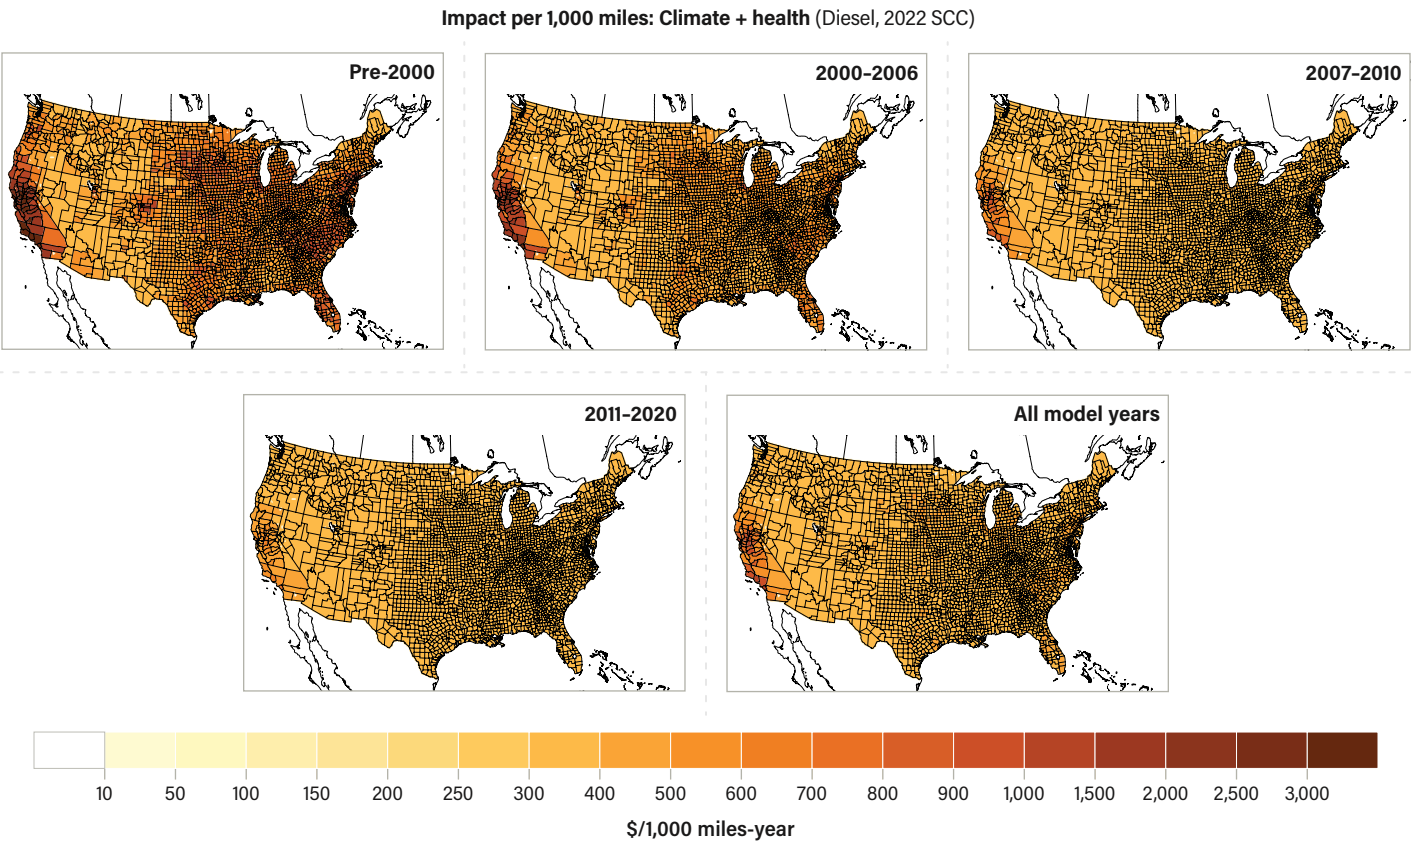 Impact per 1,000 miles: Climate + health (Diesel, 2022 SCC)
Pre-2000
2000–2006
2007–2010
2011–2020
All model years
10 50 100 150 200 250 300 400 500 600 700 800 900 1,000 1,500 2,000 2,500 3,000
$/1,000 miles-year